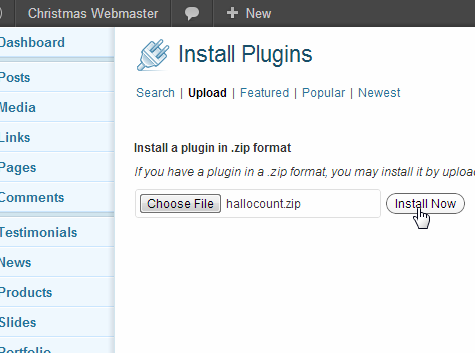 Christmas Webmaster + New
Dashboard
Posts
Media
Links
Pages
Comments
Testimonials
News
Products
Slides
Portfolio
Install Plugins
Search | Upload | Featured | Popular | Newest
Install a plugin in .zip format
If you have a plugin in a .zip format, you may install it by uploa
Choose File hallocount.zip Install Now